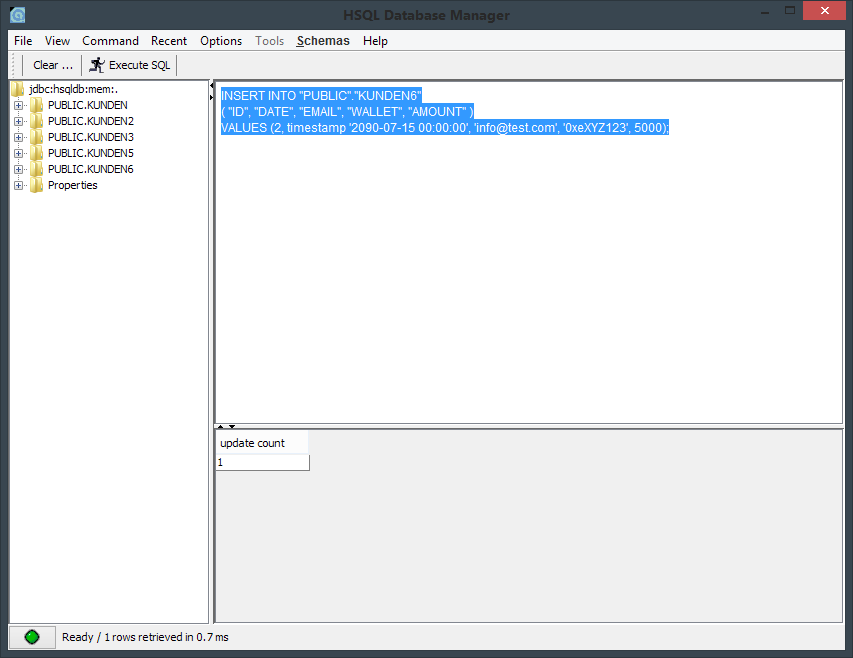 HSQL Database Manager
File View Command Recent Options Tools Schemas Help
Clear ... Execute SQL
jdbc:hsqldb:mem:.
PUBLIC.KUNDEN
PUBLIC.KUNDEN2
PUBLIC.KUNDEN3
PUBLIC.KUNDEN5
PUBLIC.KUNDEN6
Properties
INSERT INTO "PUBLIC"."KUNDEN6"
( "ID", "DATE", "EMAIL", "WALLET", "AMOUNT" )
VALUES (2, timestamp '2090-07-15 00:00:00', 'info@test.com', '0xeXYZ123', 5000);
update count
1
Ready / 1 rows retrieved in 0.7 ms